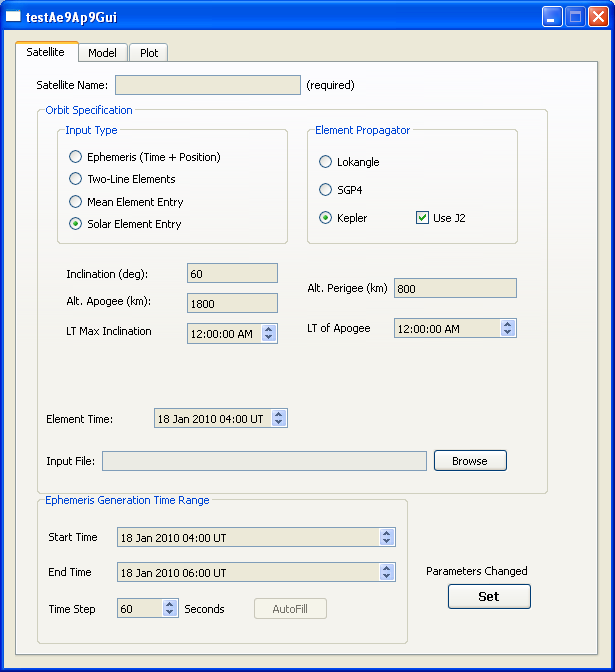 testAe9Ap9Gui
Satellite Model Plot
Satellite Name: (required)
Orbit Specification
Input Type
Ephemeris (Time + Position)
Two-Line Elements
Mean Element Entry
Solar Element Entry
Element Propagator
Lokangle
SGP4
Kepler Use J2
Inclination (deg): 60
Alt. Apogee (km): 1800
LT Max Inclination 12:00:00 AM
Alt. Perigee (km) 800
LT of Apogee 12:00:00 AM
Element Time: 18 Jan 2010 04:00 UT
Input File: Browse
Ephemeris Generation Time Range
Start Time 18 Jan 2010 04:00 UT
End Time 18 Jan 2010 06:00 UT
Time Step 60 Seconds AutoFill
Parameters Changed
Set